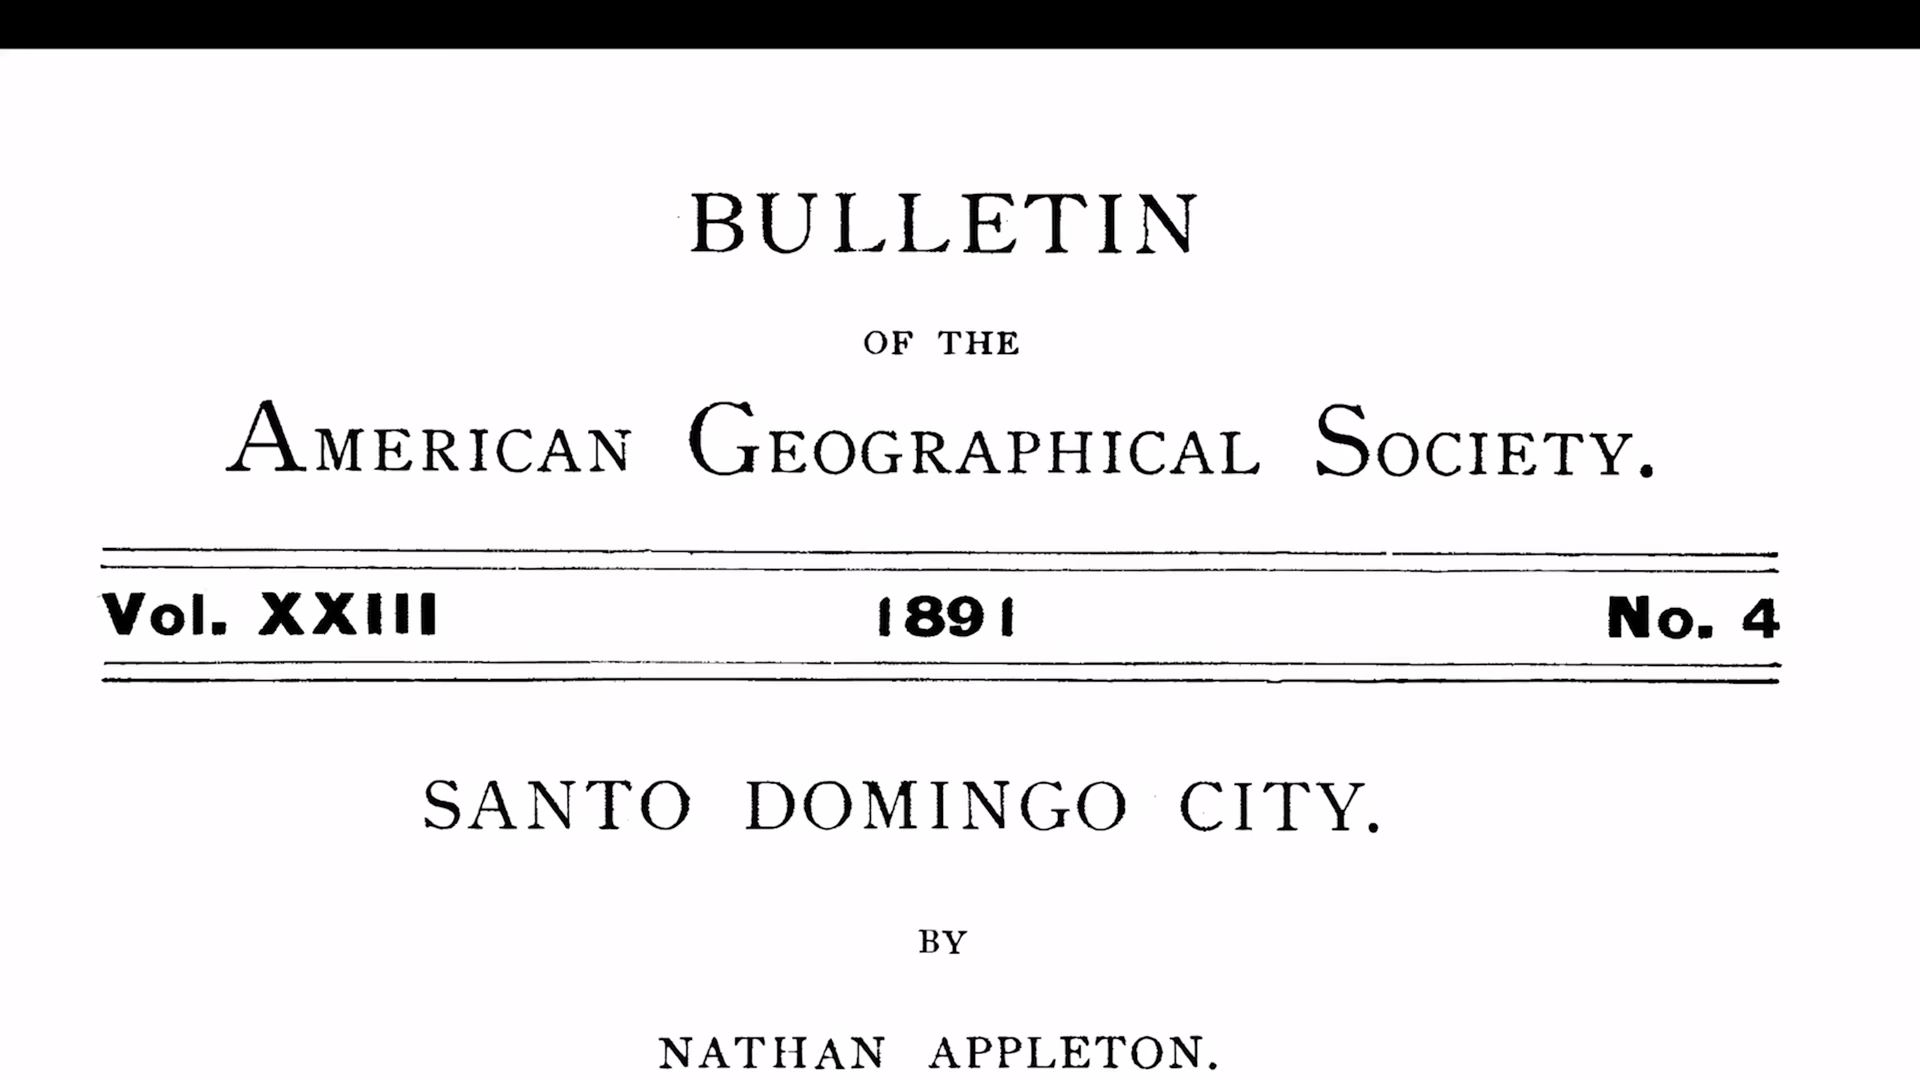 BULLETIN
OF THE
AMERICAN GEOGRAPHICAL SOCIETY.
Vol. XXIII 1891 No. 4
SANTO DOMINGO CITY.
BY
NATHAN APPLETON.